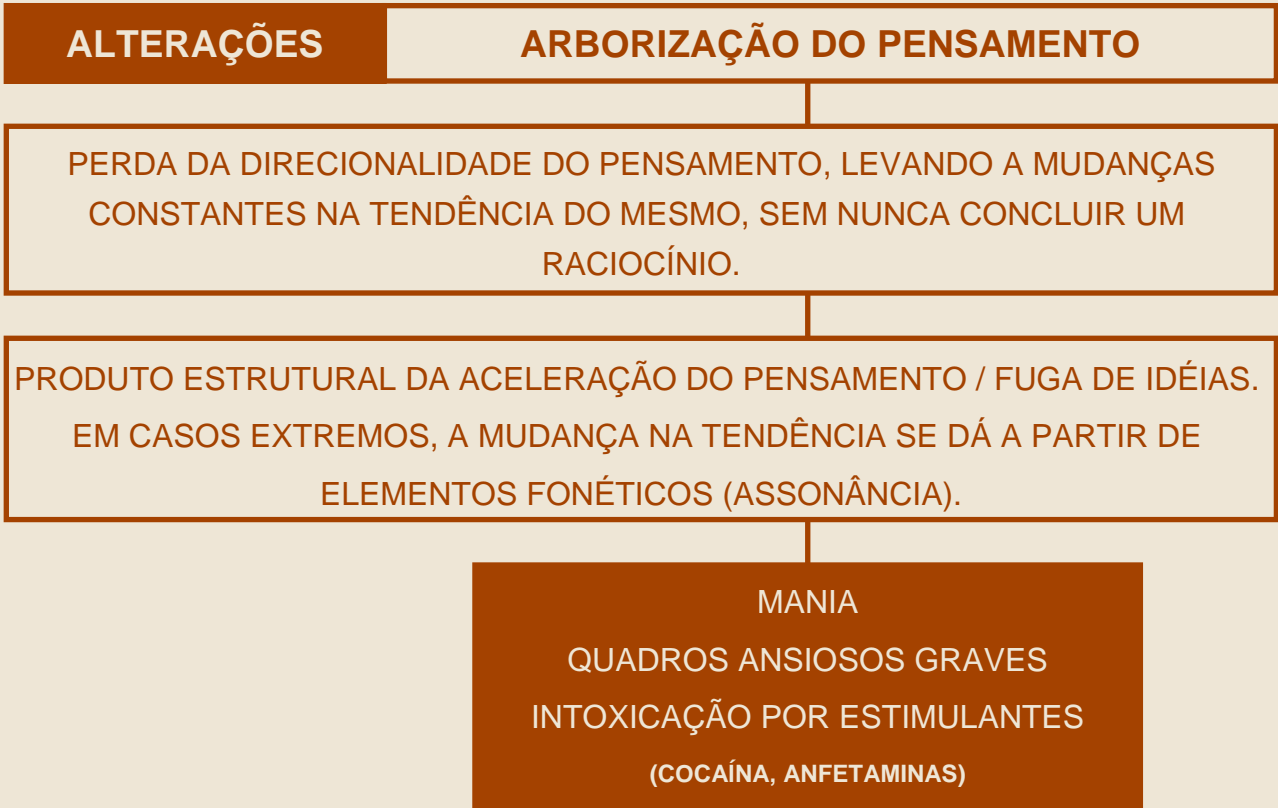 ALTERAÇÕES
ARBORIZAÇÃO DO PENSAMENTO
PERDA DA DIRECIONALIDADE DO PENSAMENTO, LEVANDO A MUDANÇAS
CONSTANTES NA TENDÊNCIA DO MESMO, SEM NUNCA CONCLUIR UM
RACIOCÍNIO.
PRODUTO ESTRUTURAL DA ACELERAÇÃO DO PENSAMENTO / FUGA DE IDÉIAS.
EM CASOS EXTREMOS, A MUDANÇA NA TENDÊNCIA SE DÁ A PARTIR DE
ELEMENTOS FONÉTICOS (ASSONÂNCIA).
MANIA
QUADROS ANSIOSOS GRAVES
INTOXICAÇÃO POR ESTIMULANTES
(COCAÍNA, ANFETAMINAS)